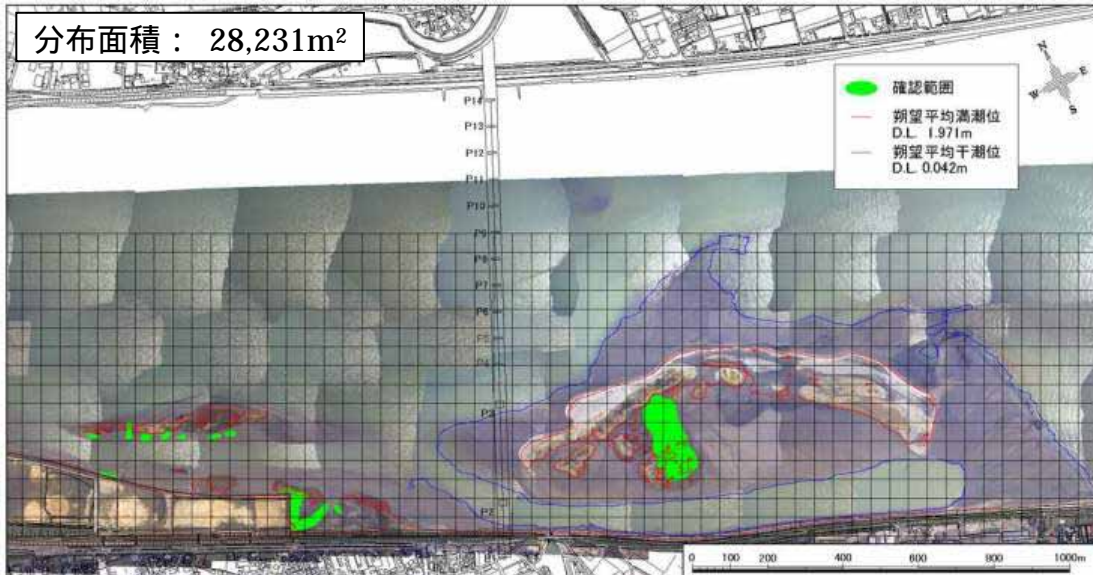 分布面積： 28,231m²
N
E
W
S
確認範囲
朔望平均満潮位
D.L. 1.971m
朔望平均干潮位
D.L. 0.042m
P14
P13
P12
P11
P10
P9
P8
P7
P6
P5
P4
P3
P2
0 100 200 400 600 800 1000m